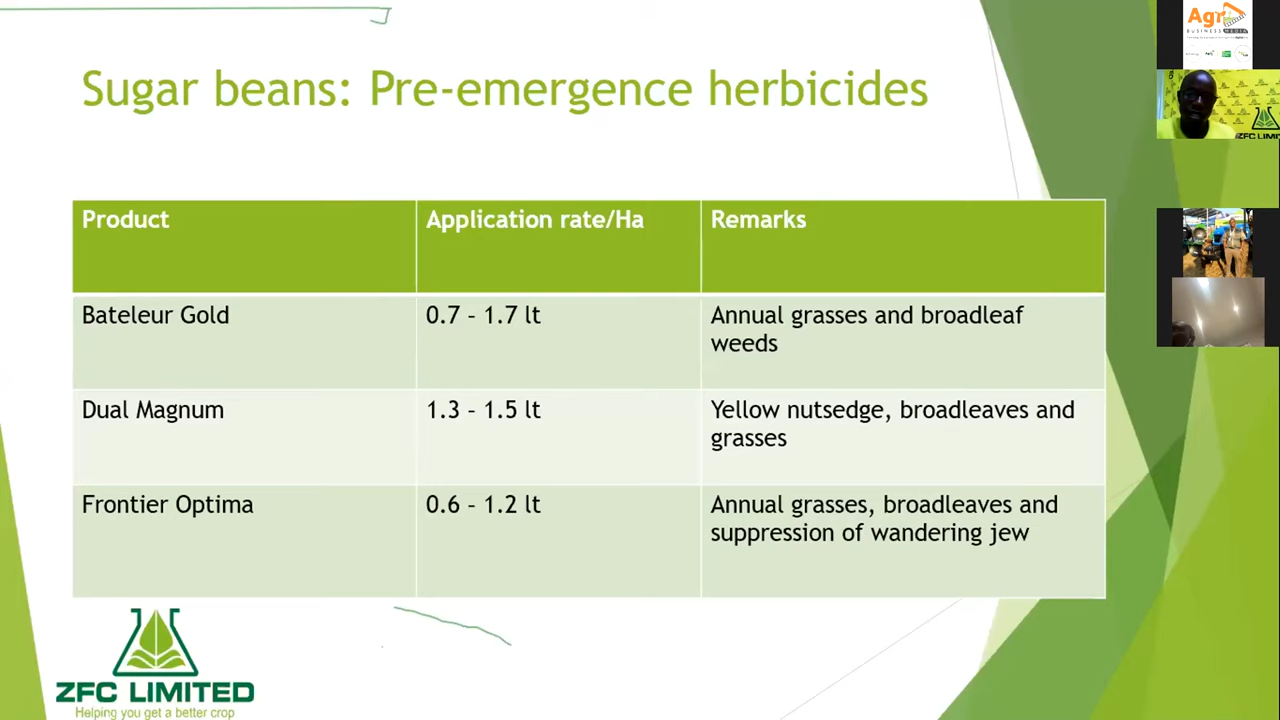 Sugar beans: Pre-emergence herbicides
Product
Application rate/Ha
Remarks
Bateleur Gold
0.7 – 1.7 lt
Annual grasses and broadleaf
weeds
Dual Magnum
1.3 – 1.5 lt
Yellow nutsedge, broadleaves and
grasses
Frontier Optima
0.6 – 1.2 lt
Annual grasses, broadleaves and
suppression of wandering jew
ZFC LIMITED
Helping you get a better crop
Agr
BUSINESS MEDIA
ZFC LIMITED